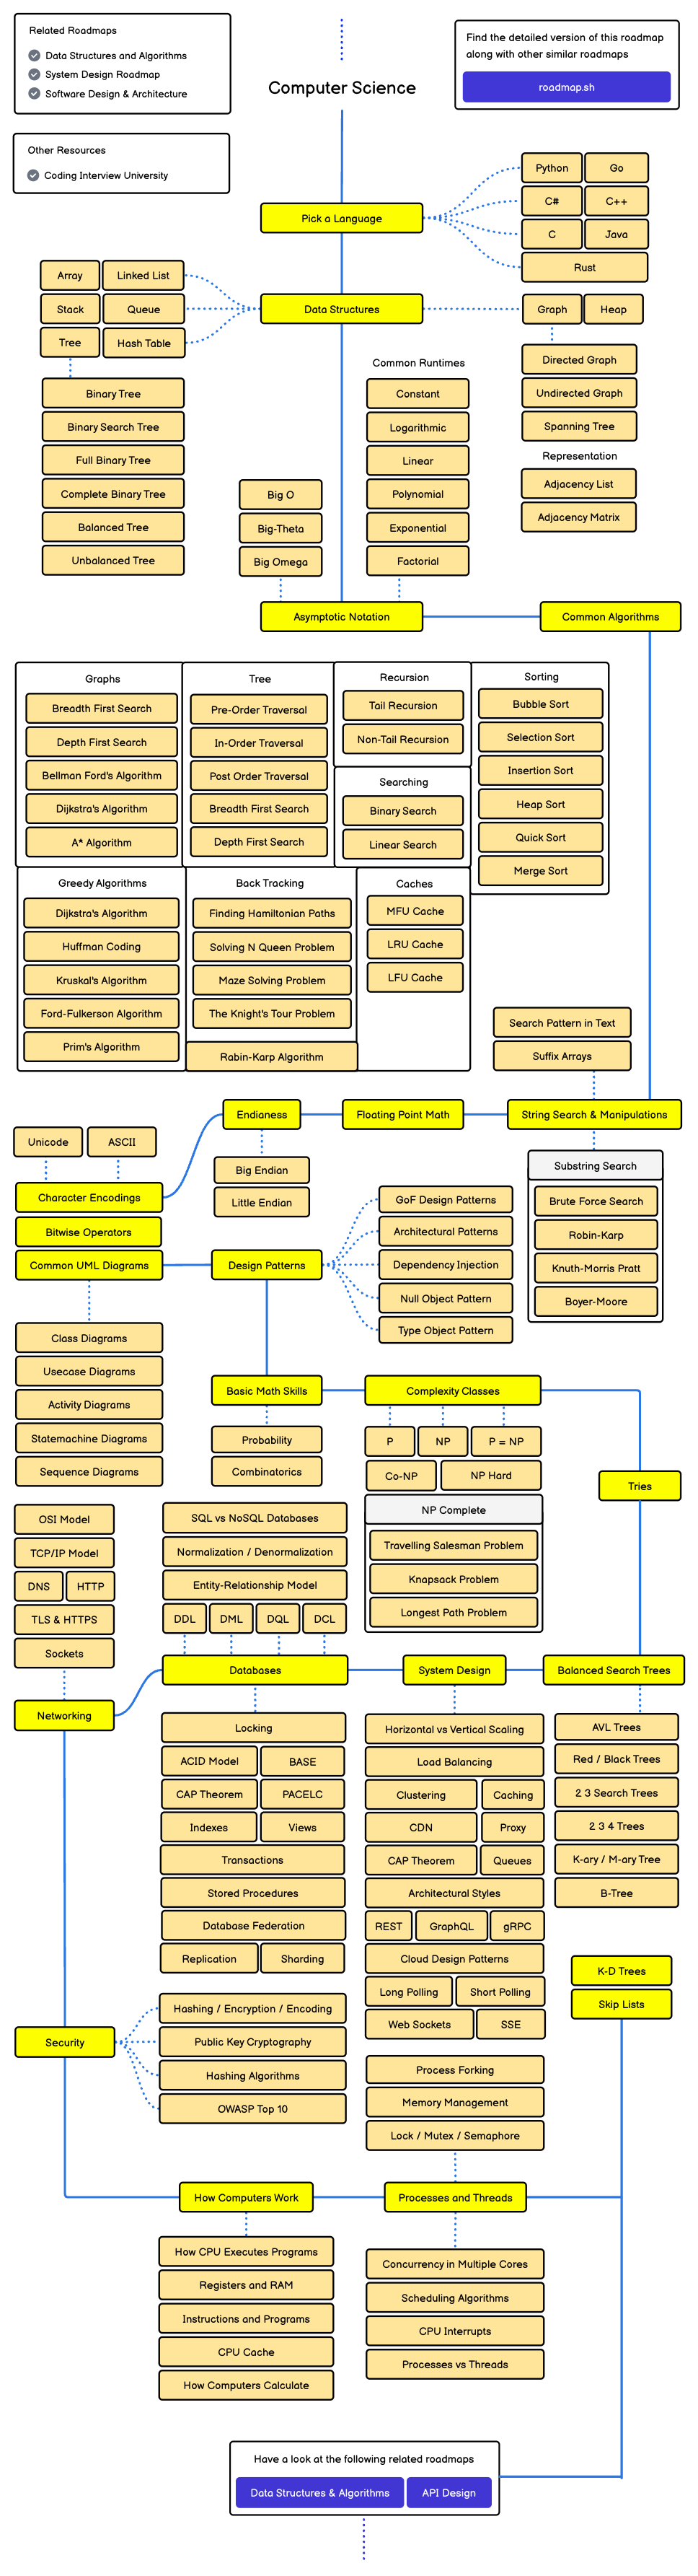 Related Roadmaps
Data Structures and Algorithms
System Design Roadmap
Software Design & Architecture
Find the detailed version of this roadmap
along with other similar roadmaps
roadmap.sh
Computer Science
Other Resources
Coding Interview University
Pick a Language
Python
Go
C#
C++
C
Java
Rust
Data Structures
Array
Linked List
Stack
Queue
Tree
Hash Table
Binary Tree
Binary Search Tree
Full Binary Tree
Complete Binary Tree
Balanced Tree
Unbalanced Tree
Graph
Heap
Directed Graph
Undirected Graph
Spanning Tree
Representation
Adjacency List
Adjacency Matrix
Common Runtimes
Constant
Logarithmic
Linear
Polynomial
Exponential
Factorial
Big O
Big-Theta
Big Omega
Asymptotic Notation
Common Algorithms
Graphs
Breadth First Search
Depth First Search
Bellman Ford's Algorithm
Dijkstra's Algorithm
A* Algorithm
Tree
Pre-Order Traversal
In-Order Traversal
Post Order Traversal
Breadth First Search
Depth First Search
Recursion
Tail Recursion
Non-Tail Recursion
Searching
Binary Search
Linear Search
Sorting
Bubble Sort
Selection Sort
Insertion Sort
Heap Sort
Quick Sort
Merge Sort
Greedy Algorithms
Dijkstra's Algorithm
Huffman Coding
Kruskal's Algorithm
Ford-Fulkerson Algorithm
Prim's Algorithm
Back Tracking
Finding Hamiltonian Paths
Solving N Queen Problem
Maze Solving Problem
The Knight's Tour Problem
Rabin-Karp Algorithm
Caches
MFU Cache
LRU Cache
LFU Cache
Search Pattern in Text
Suffix Arrays
String Search & Manipulations
Substring Search
Brute Force Search
Robin-Karp
Knuth-Morris Pratt
Boyer-Moore
Floating Point Math
Endianess
Big Endian
Little Endian
Unicode
ASCII
Character Encodings
Bitwise Operators
Common UML Diagrams
Class Diagrams
Usecase Diagrams
Activity Diagrams
Statemachine Diagrams
Sequence Diagrams
Design Patterns
GoF Design Patterns
Architectural Patterns
Dependency Injection
Null Object Pattern
Type Object Pattern
Basic Math Skills
Probability
Combinatorics
Complexity Classes
P
NP
P = NP
Co-NP
NP Hard
NP Complete
Travelling Salesman Problem
Knapsack Problem
Longest Path Problem
Tries
Balanced Search Trees
AVL Trees
Red / Black Trees
2 3 Search Trees
2 3 4 Trees
K-ary / M-ary Tree
B-Tree
System Design
Horizontal vs Vertical Scaling
Load Balancing
Clustering
Caching
CDN
Proxy
CAP Theorem
Queues
Architectural Styles
REST
GraphQL
gRPC
Cloud Design Patterns
Long Polling
Short Polling
Web Sockets
SSE
SQL vs NoSQL Databases
Normalization / Denormalization
Entity-Relationship Model
DDL
DML
DQL
DCL
Databases
Locking
ACID Model
BASE
CAP Theorem
PACELC
Indexes
Views
Transactions
Stored Procedures
Database Federation
Replication
Sharding
OSI Model
TCP/IP Model
DNS
HTTP
TLS & HTTPS
Sockets
Networking
Security
Hashing / Encryption / Encoding
Public Key Cryptography
Hashing Algorithms
OWASP Top 10
K-D Trees
Skip Lists
Process Forking
Memory Management
Lock / Mutex / Semaphore
How Computers Work
Processes and Threads
How CPU Executes Programs
Registers and RAM
Instructions and Programs
CPU Cache
How Computers Calculate
Concurrency in Multiple Cores
Scheduling Algorithms
CPU Interrupts
Processes vs Threads
Have a look at the following related roadmaps
Data Structures & Algorithms
API Design